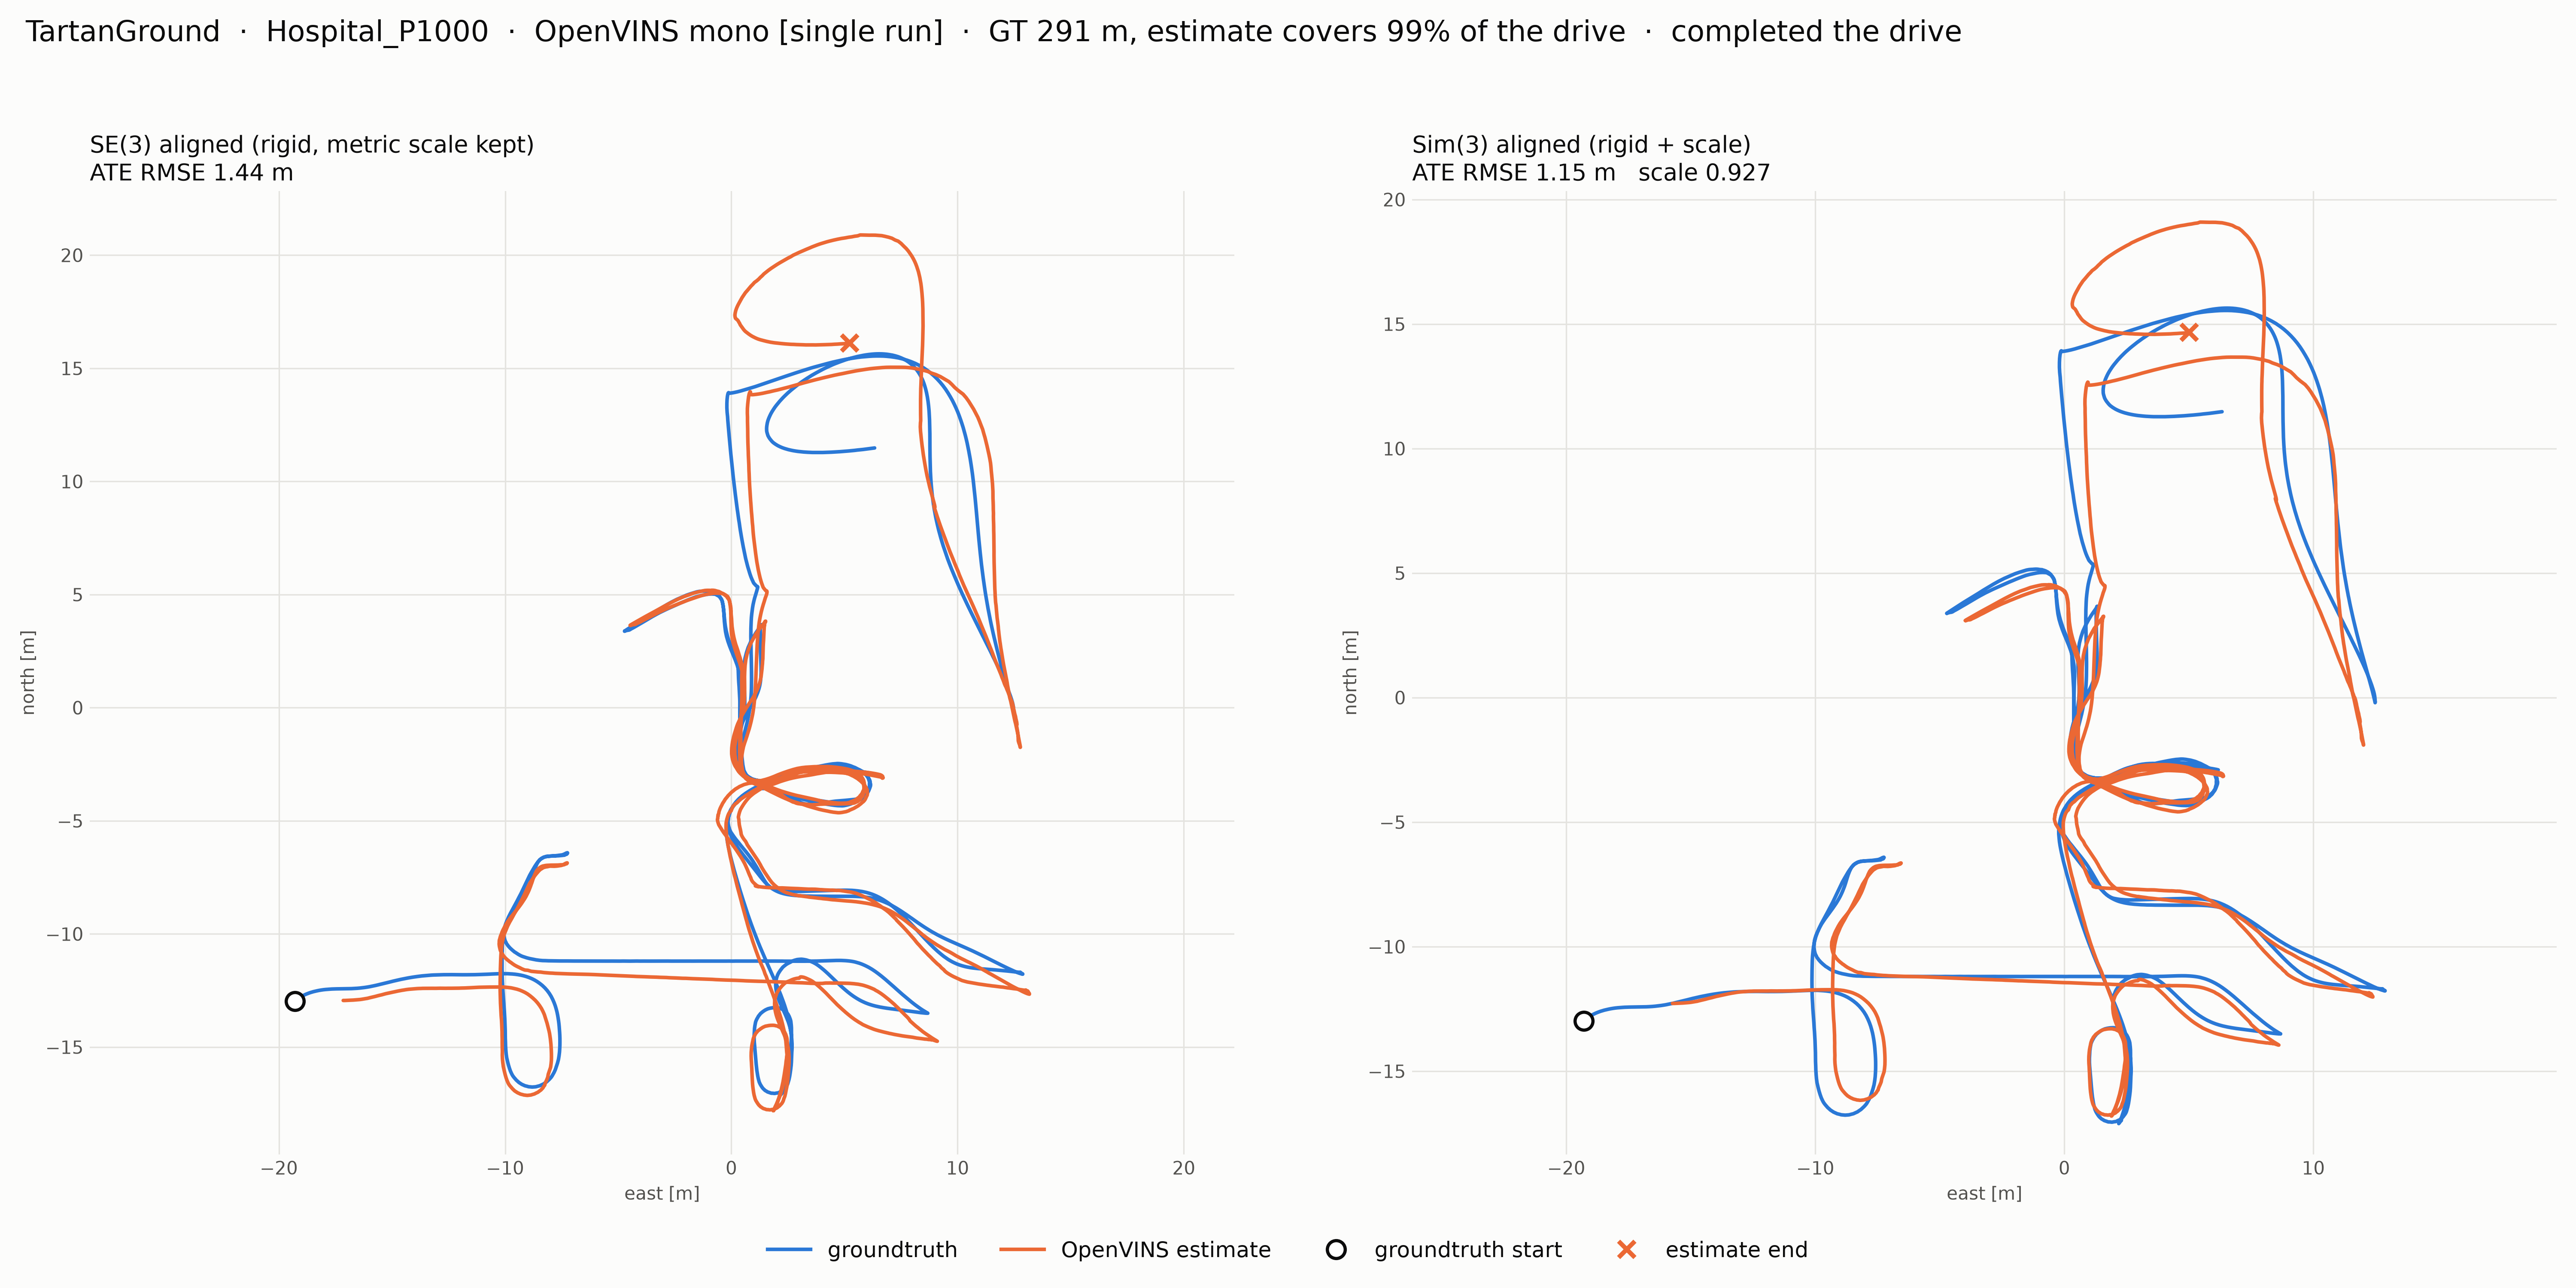 TartanGround · Hospital_P1000 · OpenVINS mono [single run] · GT 291 m, estimate covers 99% of the drive · completed the drive
SE(3) aligned (rigid, metric scale kept)
ATE RMSE 1.44 m
20
15
10
5
0
−5
−10
−15
north [m]
−20
−10
0
10
20
east [m]
Sim(3) aligned (rigid + scale)
ATE RMSE 1.15 m scale 0.927
20
15
10
5
0
−5
−10
−15
north [m]
−20
−10
0
10
east [m]
groundtruth
OpenVINS estimate
groundtruth start
estimate end